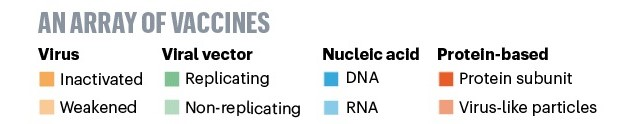 AN ARRAY OF VACCINES
Virus Viral vector Nucleic acid Protein-based
Inactivated Replicating DNA Protein subunit
Weakened Non-replicating RNA Virus-like particles